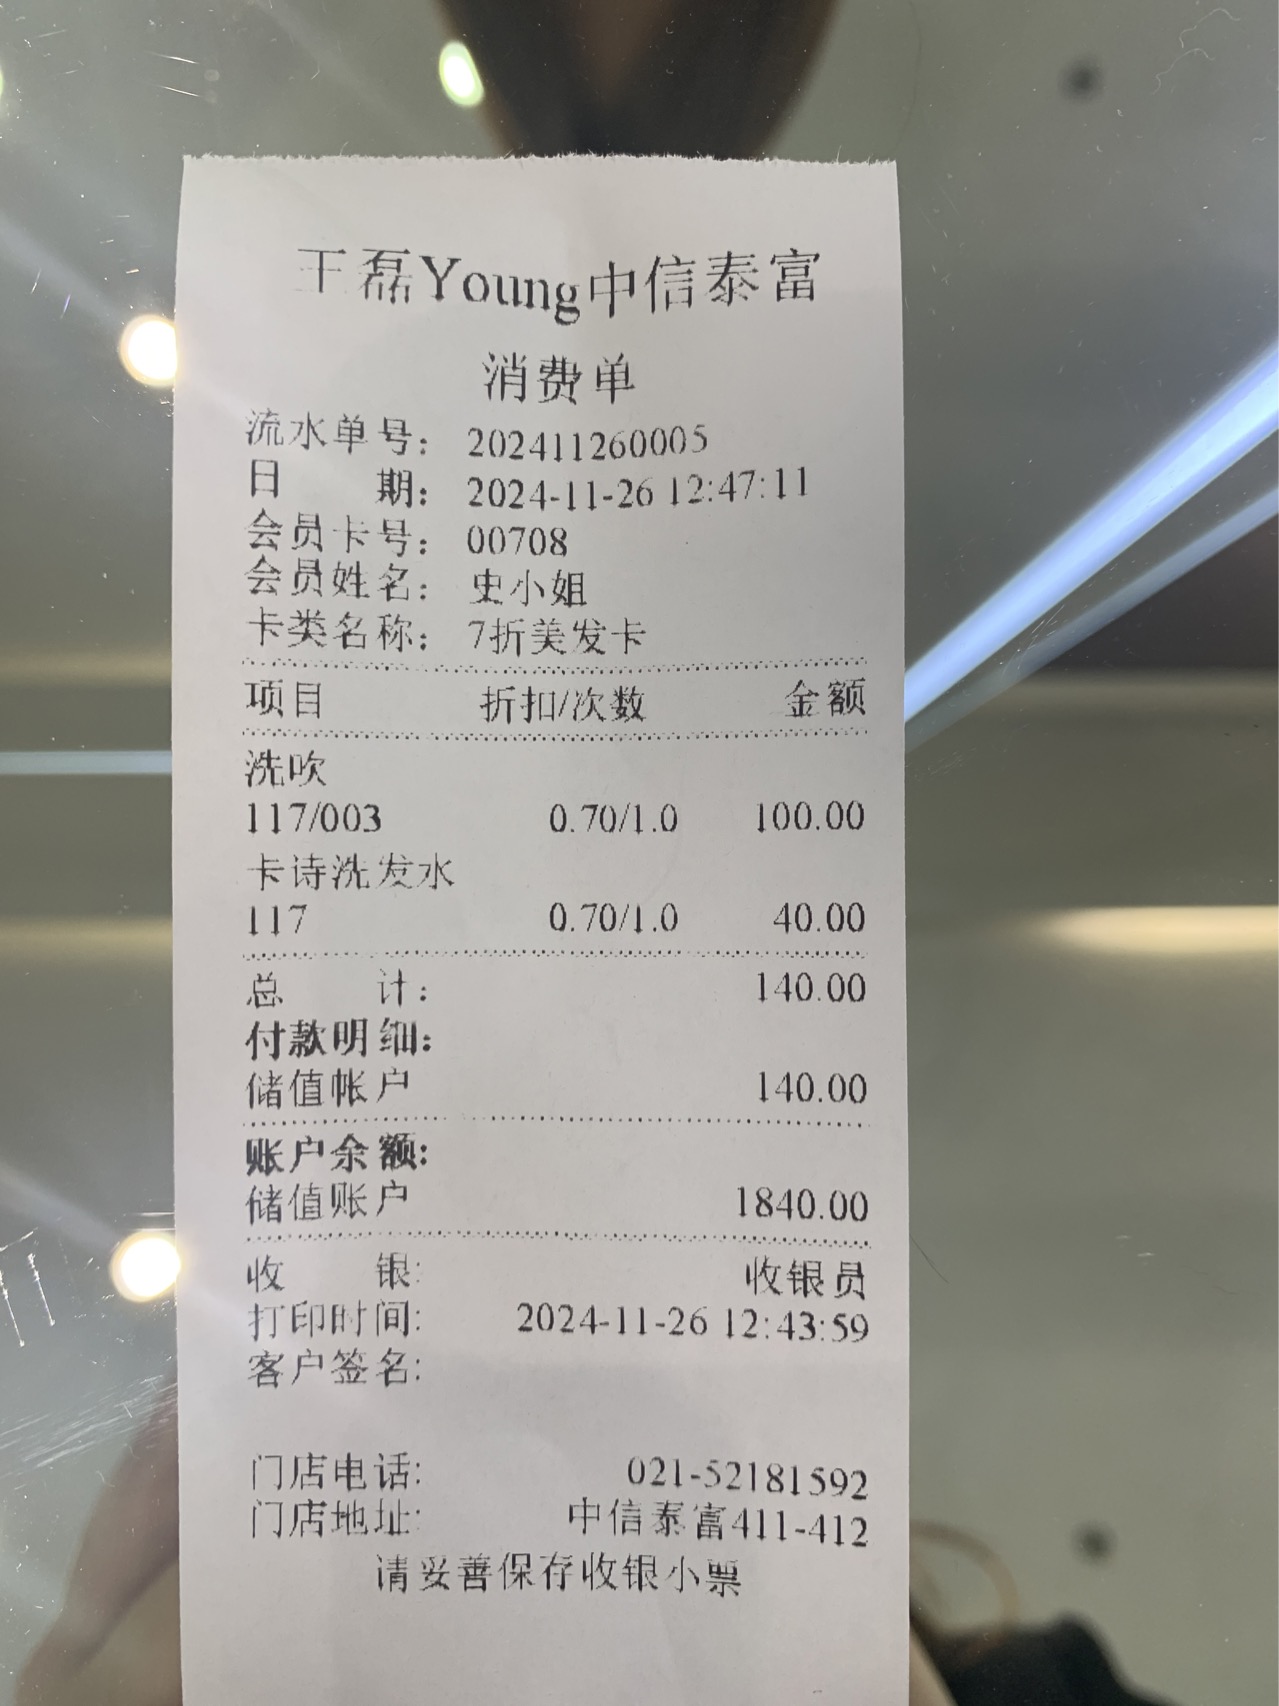 王磊Young中信泰富
消费单
流水单号: 202411260005
日 期: 2024-11-26 12:47:11
会员卡号: 00708
会员姓名: 史小姐
卡类名称: 7折美发卡
项目 折扣/次数 金额
洗吹
117/003 0.70/1.0 100.00
卡诗洗发水
117 0.70/1.0 40.00
总 计: 140.00
付款明细:
储值帐户 140.00
账户余额:
储值账户 1840.00
收 银: 收银员
打印时间: 2024-11-26 12:43:59
客户签名:
门店电话: 021-52181592
门店地址: 中信泰富411-412
请妥善保存收银小票